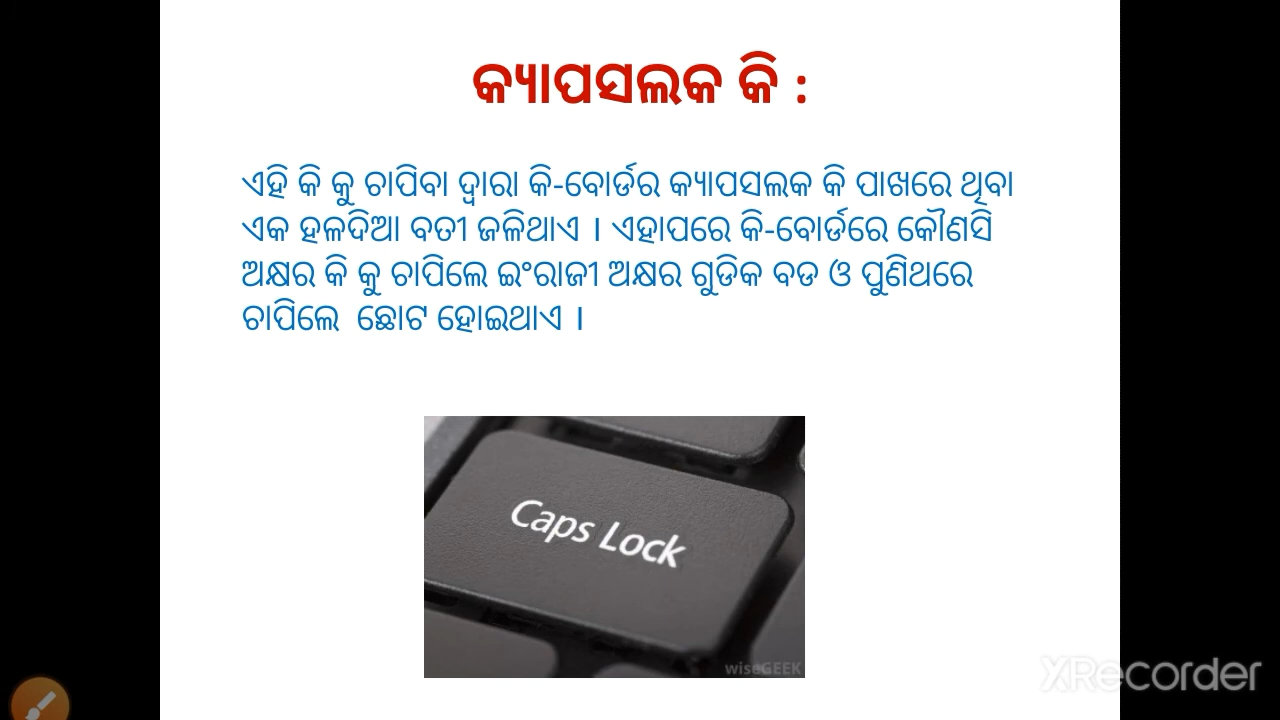 କ୍ୟାପସଲକ କି :
ଏହି କି କୁ ଚାପିବା ଦ୍ୱାରା କି-ବୋର୍ଡର କ୍ୟାପସଲକ କି ପାଖରେ ଥିବା
ଏକ ହଳଦିଆ ବତୀ ଜଳିଥାଏ । ଏହାପରେ କି-ବୋର୍ଡରେ କୌଣସି
ଅକ୍ଷର କି କୁ ଚାପିଲେ ଇଂରାଜୀ ଅକ୍ଷର ଗୁଡିକ ବଡ ଓ ପୁଣିଥରେ
ଚାପିଲେ ଛୋଟ ହୋଇଥାଏ ।
Caps Lock
wiseGEEK
XRecorder